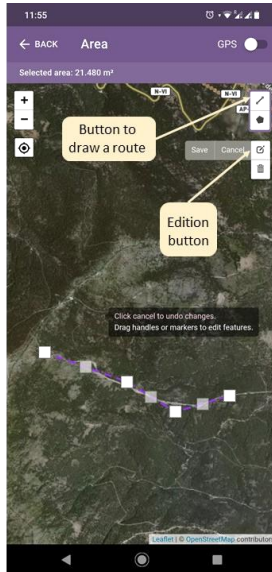 11:55
← BACK Area GPS
Selected area: 21.480 m²
N-VI
N-VI
AP-
+
−
Button to
draw a route
Save Cancel
Edition
button
Click cancel to undo changes.
Drag handles or markers to edit features.
Leaflet | © OpenStreetMap contributors